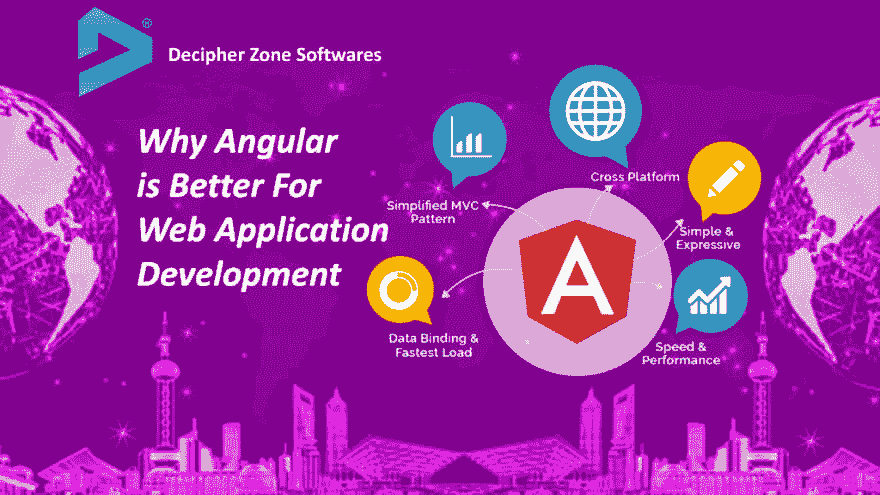 ®
Decipher Zone Softwares
Why Angular
is Better For
Web Application
Development
Simplified MVC
Pattern
Cross Platform
Simple &
Expressive
Data Binding &
Fastest Load
Speed &
Performance
A